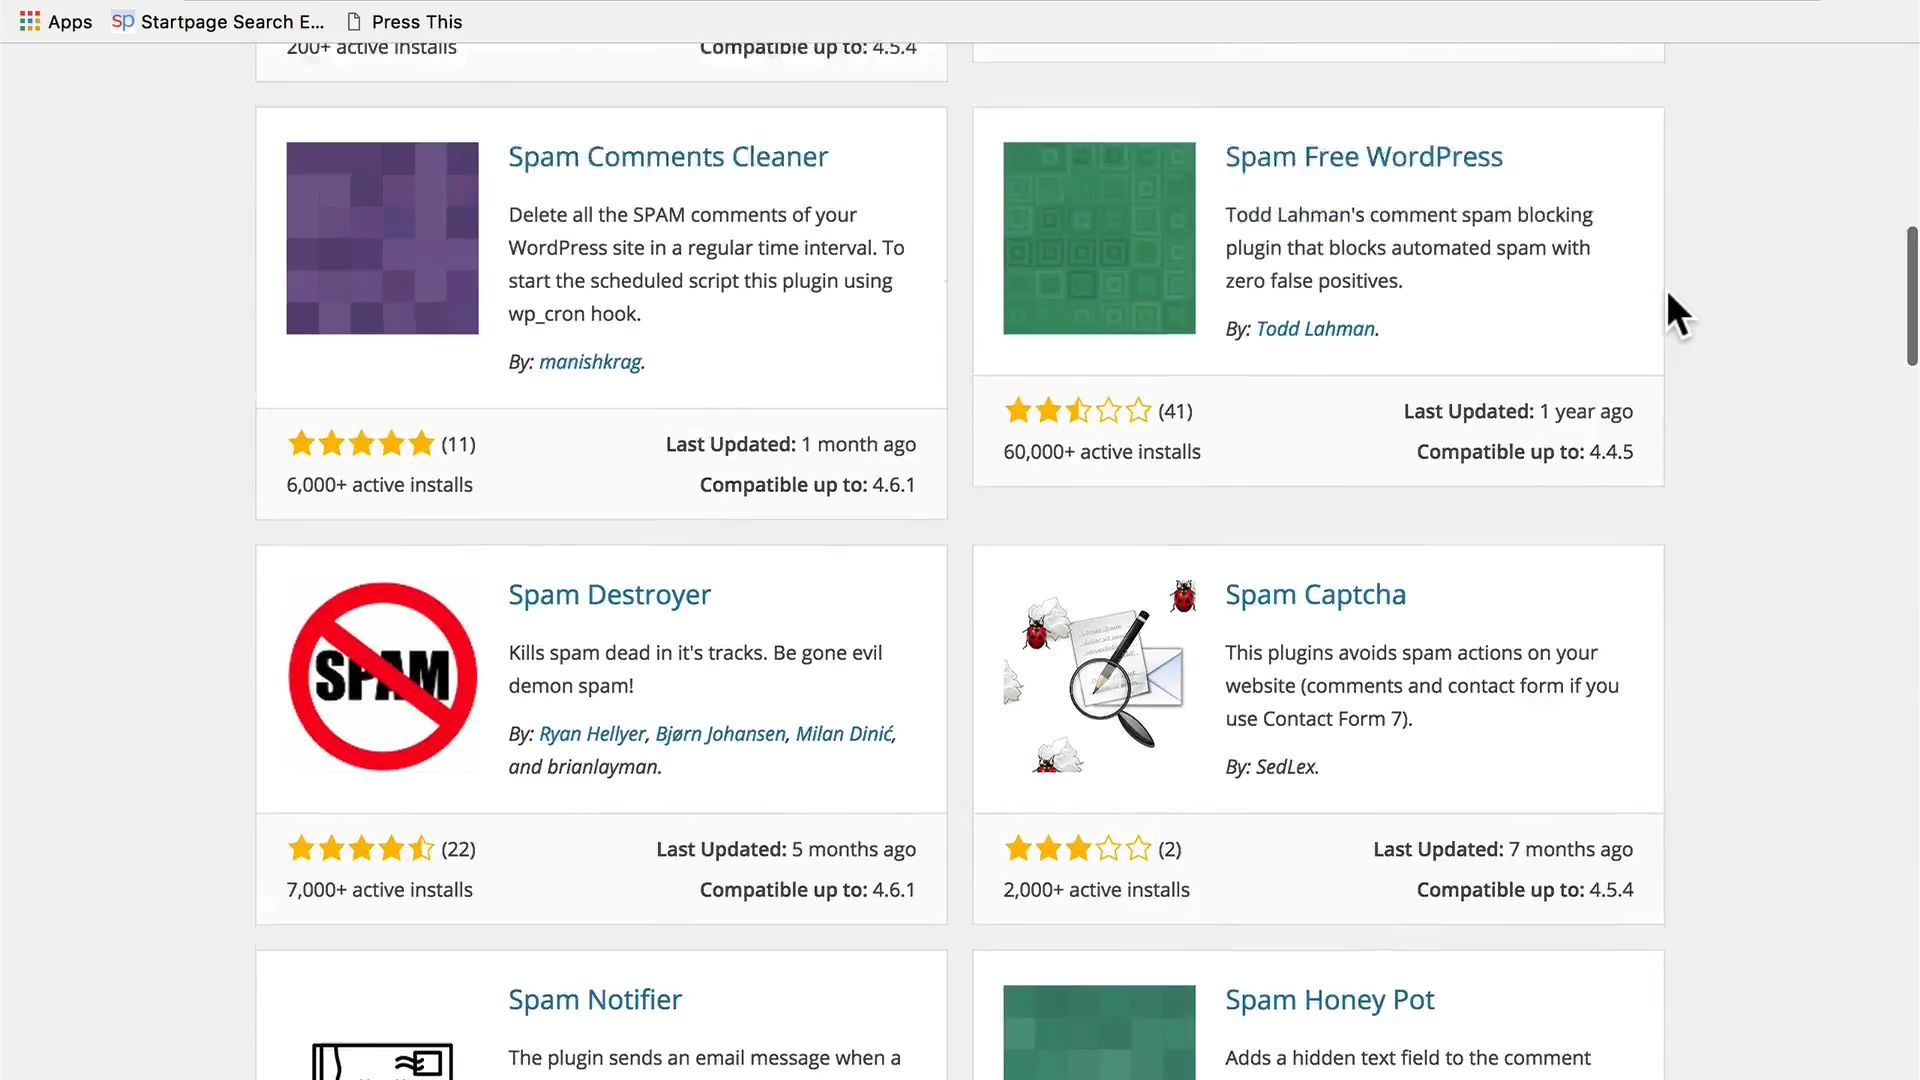 Apps
Startpage Search E...
Press This
200+ active installs
Compatible up to: 4.5.4
Spam Comments Cleaner
Delete all the SPAM comments of your
WordPress site in a regular time interval. To
start the scheduled script this plugin using
wp_cron hook.
By: manishkrag.
(11)
Last Updated: 1 month ago
6,000+ active installs
Compatible up to: 4.6.1
Spam Free WordPress
Todd Lahman's comment spam blocking
plugin that blocks automated spam with
zero false positives.
By: Todd Lahman.
(41)
Last Updated: 1 year ago
60,000+ active installs
Compatible up to: 4.4.5
SPAM
Spam Destroyer
Kills spam dead in it's tracks. Be gone evil
demon spam!
By: Ryan Hellyer, Bjørn Johansen, Milan Dinić,
and brianlayman.
(22)
Last Updated: 5 months ago
7,000+ active installs
Compatible up to: 4.6.1
Spam Captcha
This plugins avoids spam actions on your
website (comments and contact form if you
use Contact Form 7).
By: SedLex.
(2)
Last Updated: 7 months ago
2,000+ active installs
Compatible up to: 4.5.4
Spam Notifier
The plugin sends an email message when a
Spam Honey Pot
Adds a hidden text field to the comment